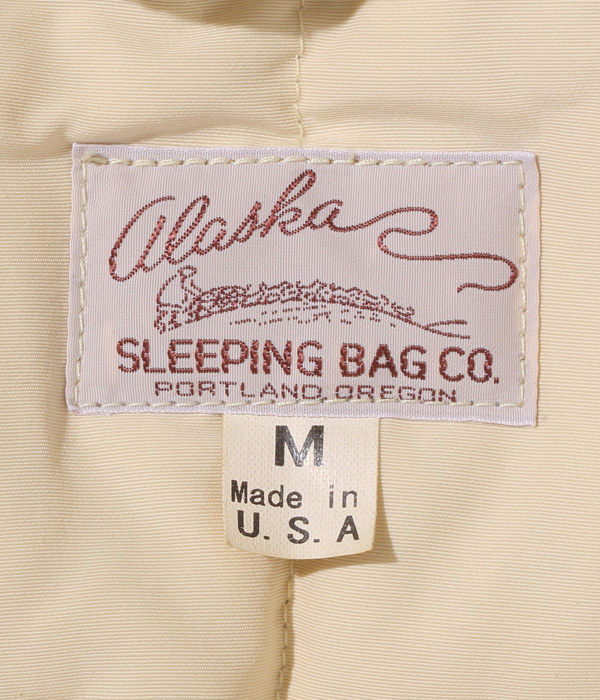 Alaska
SLEEPING BAG CO.
PORTLAND, OREGON
M
Made in
U. S. A